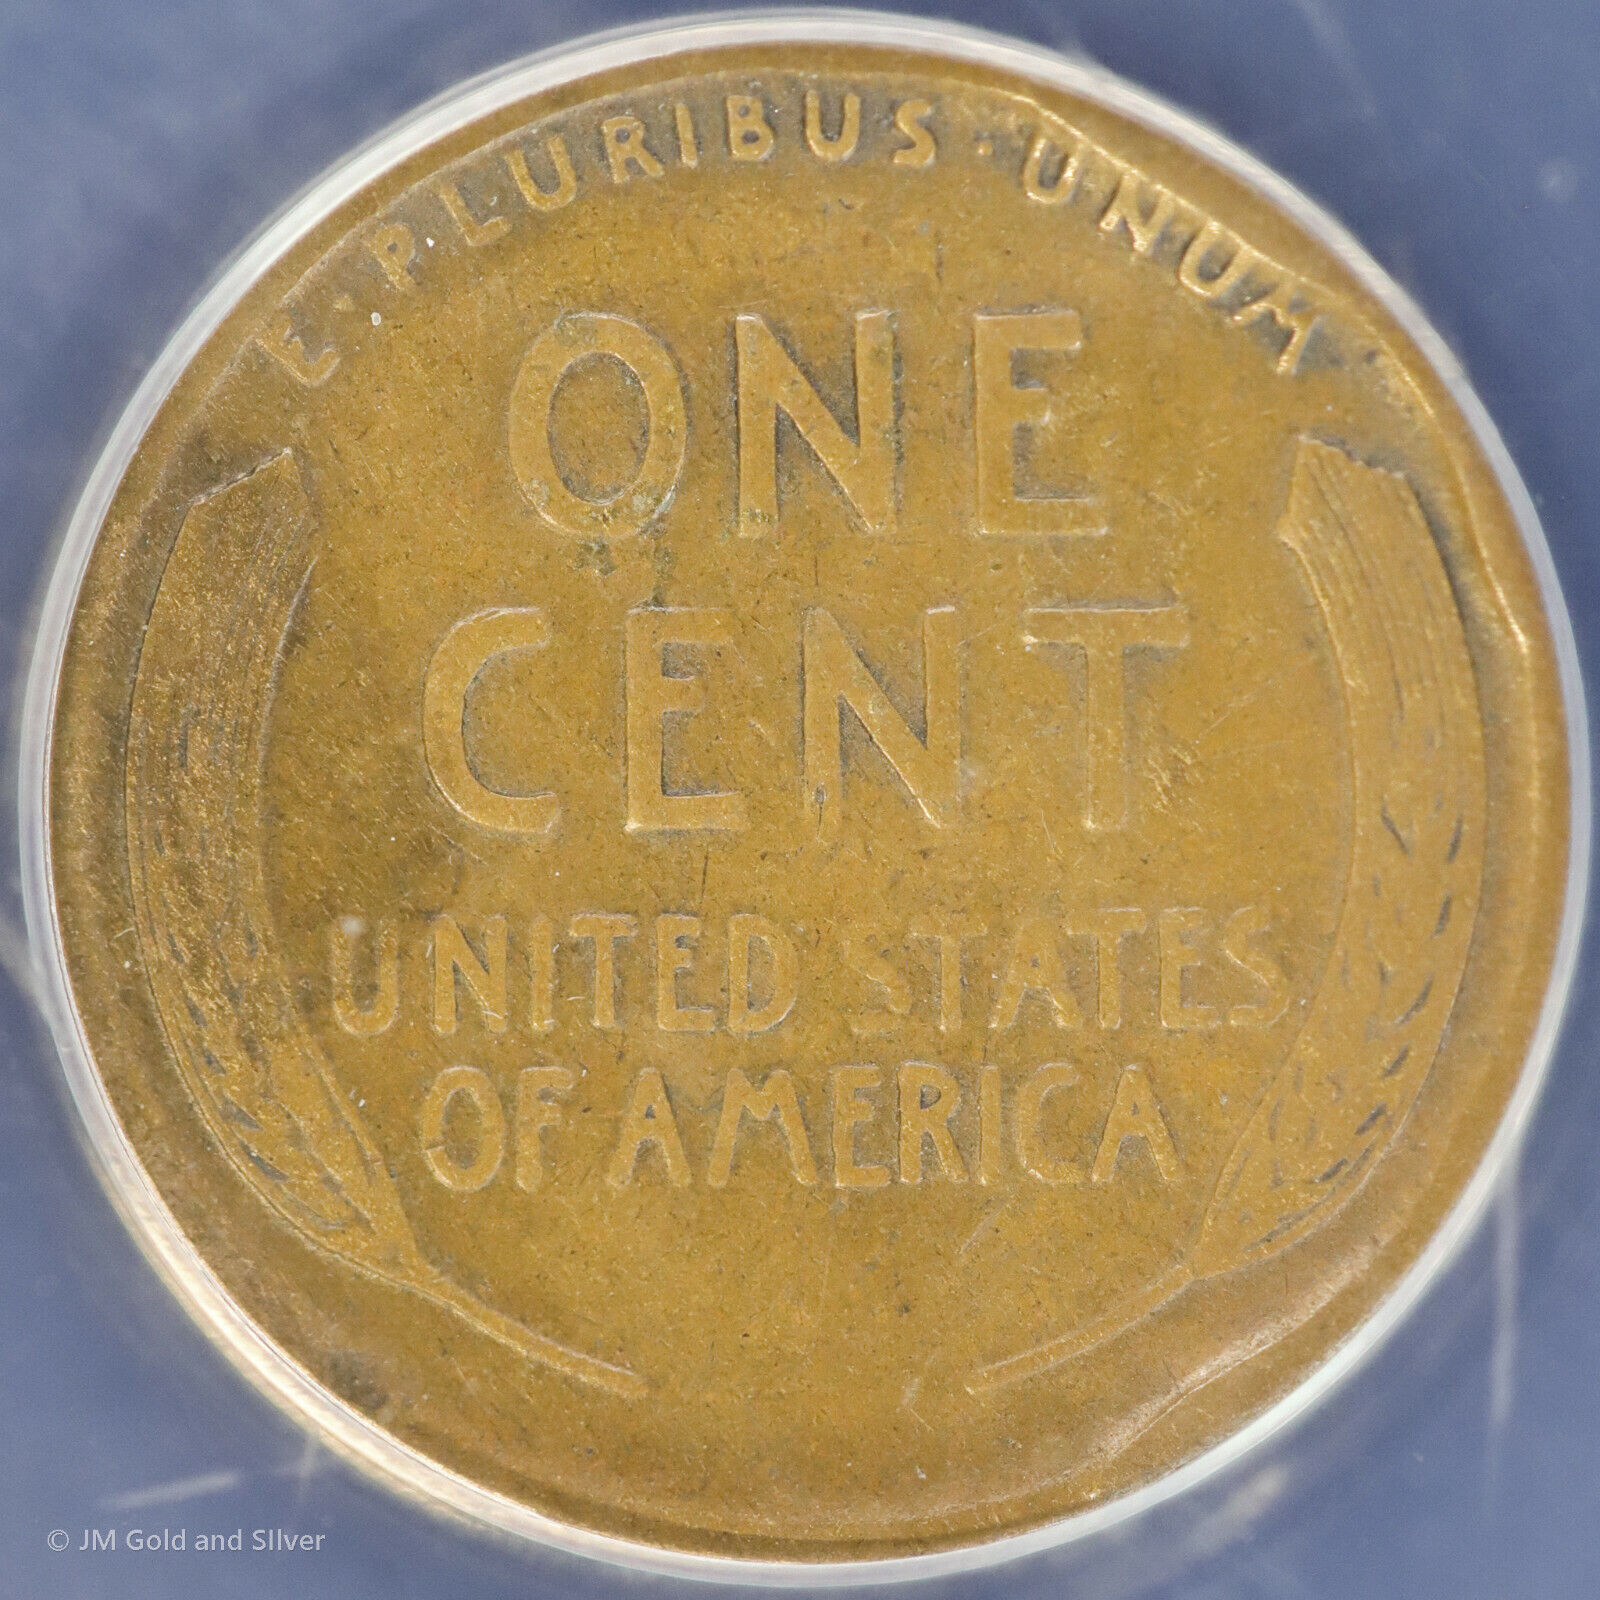 E·PLURIBUS·UNUM
ONE
CENT
UNITED STATES
OF AMERICA
© JM Gold and Silver